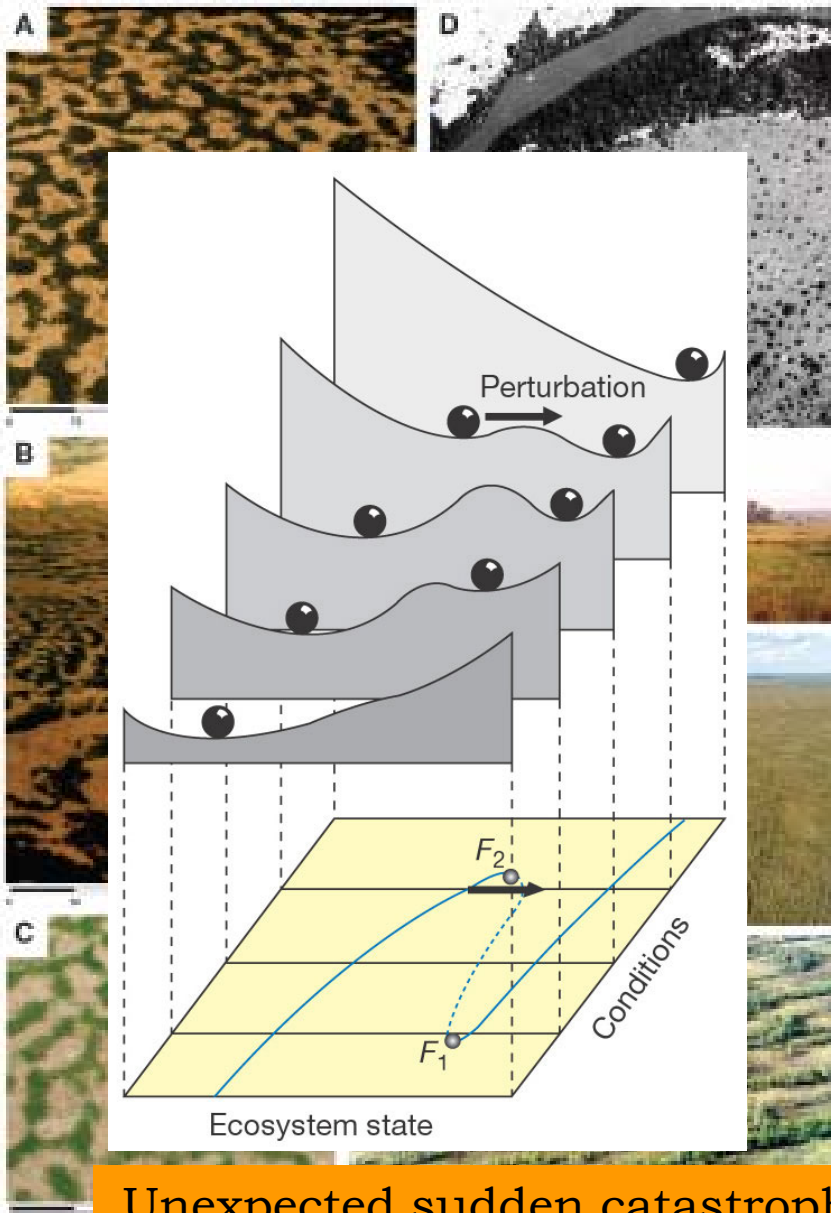 A
D
Perturbation
B
F2
Conditions
C
F1
Ecosystem state
Unexpected sudden catastroph